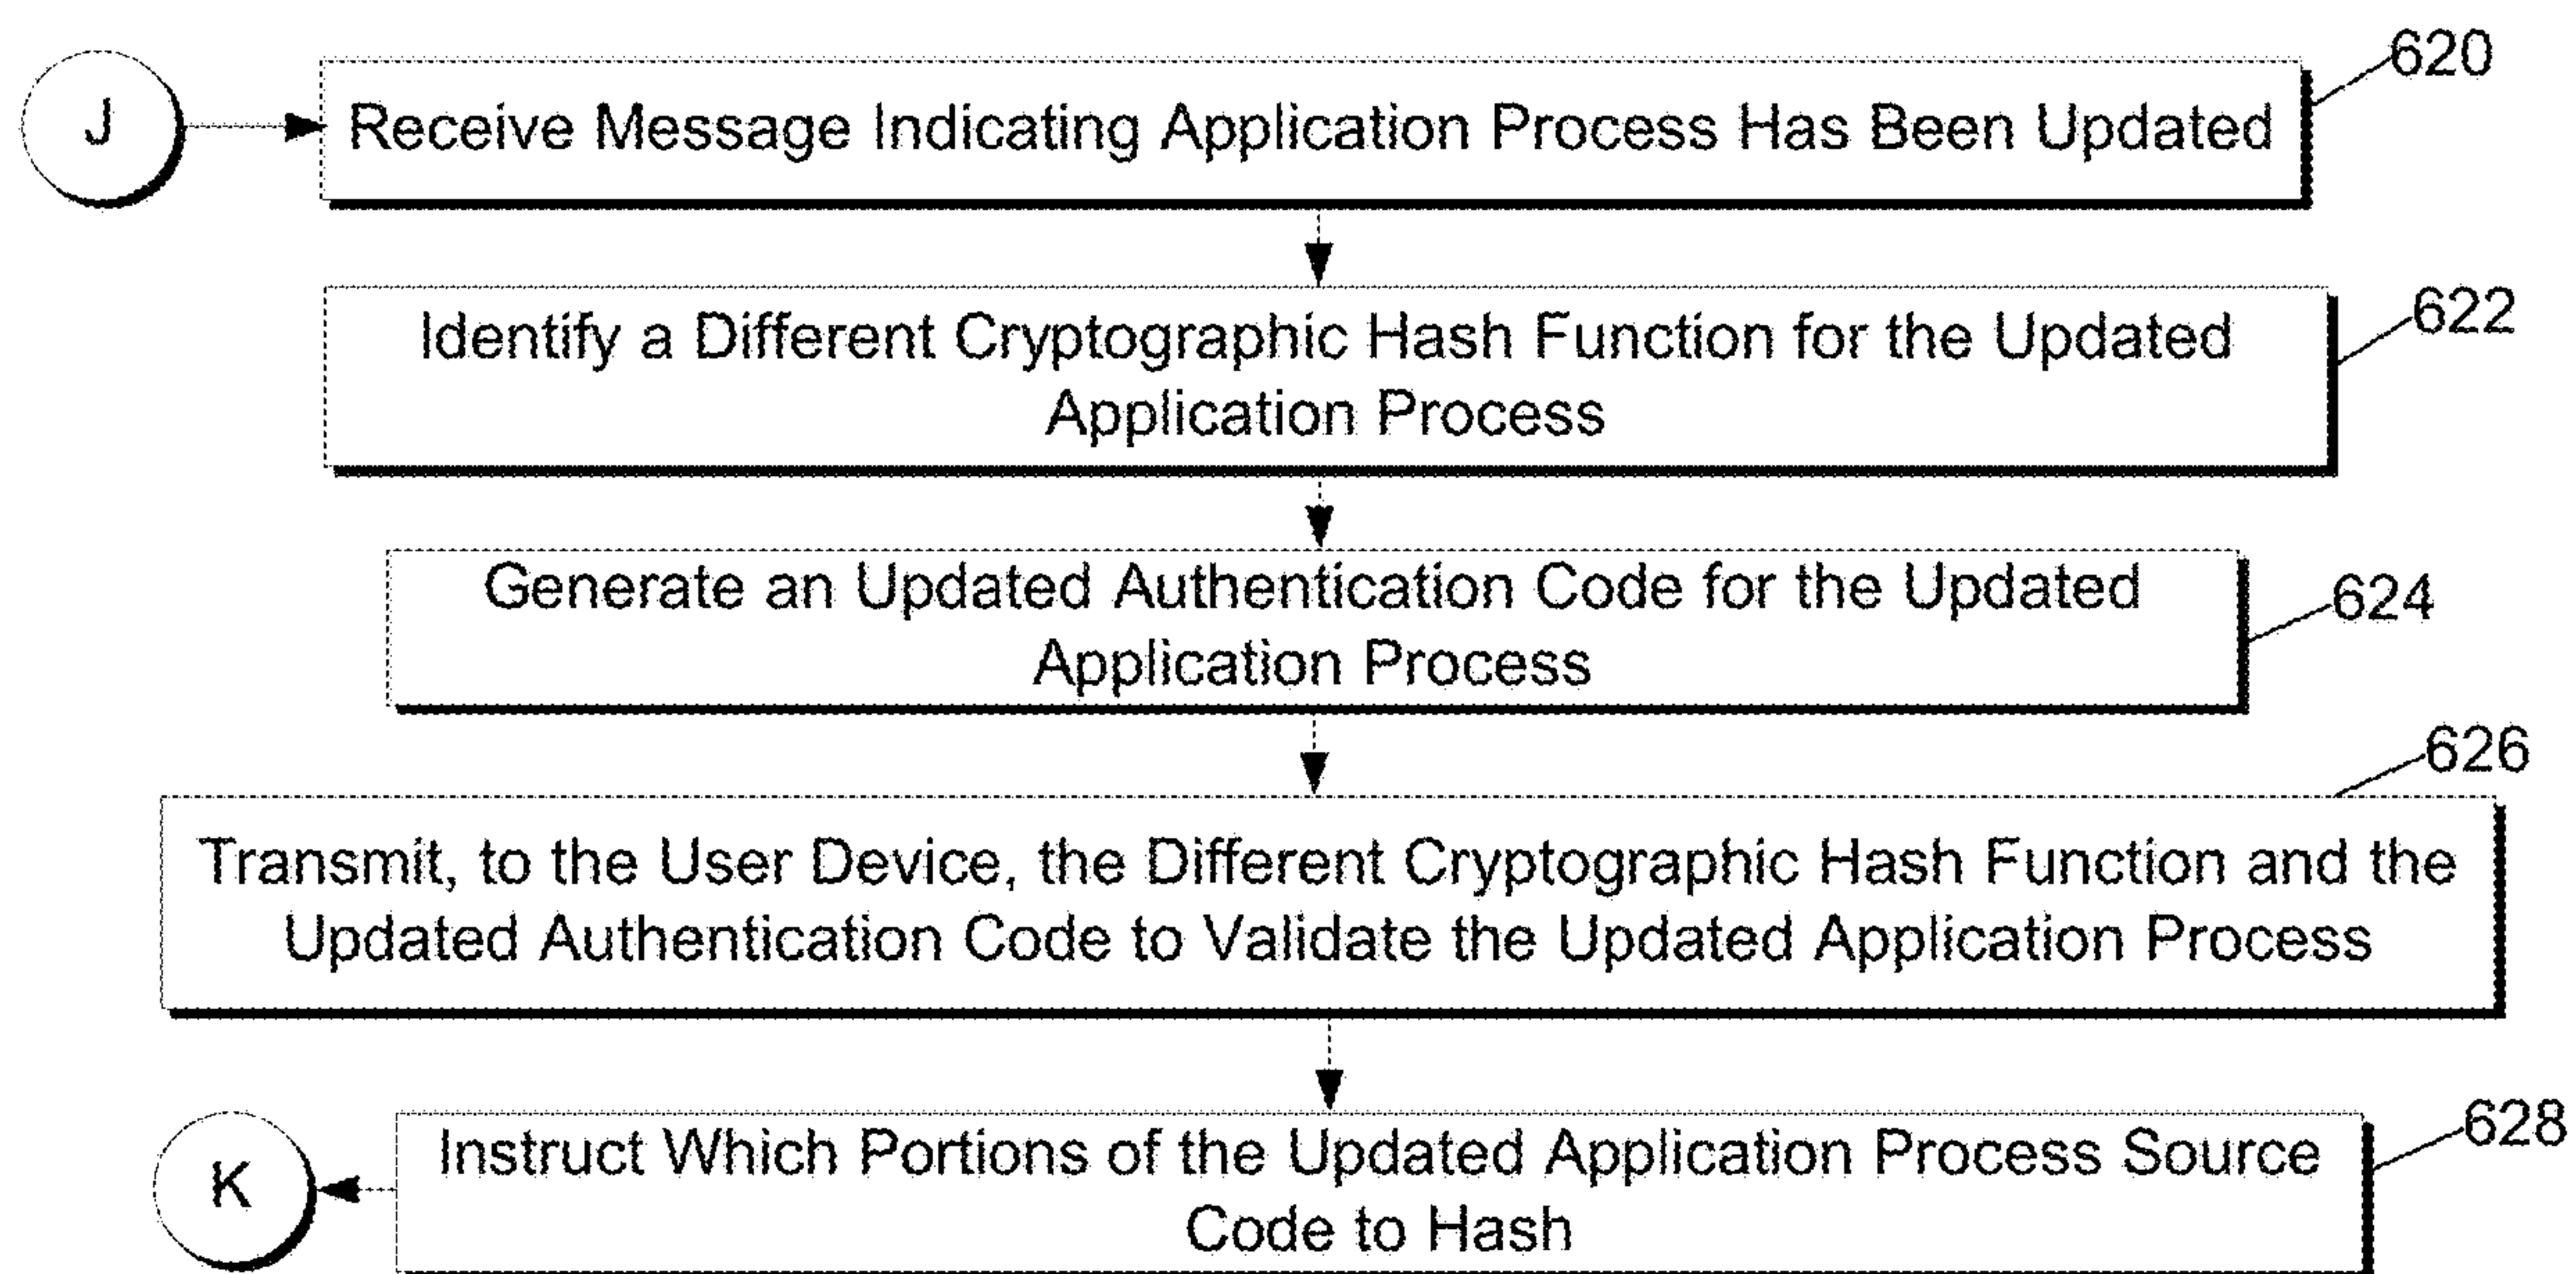 J
Receive Message Indicating Application Process Has Been Updated
620
Identify a Different Cryptographic Hash Function for the Updated
Application Process
622
Generate an Updated Authentication Code for the Updated
Application Process
624
626
Transmit, to the User Device, the Different Cryptographic Hash Function and the
Updated Authentication Code to Validate the Updated Application Process
K
Instruct Which Portions of the Updated Application Process Source
Code to Hash
628